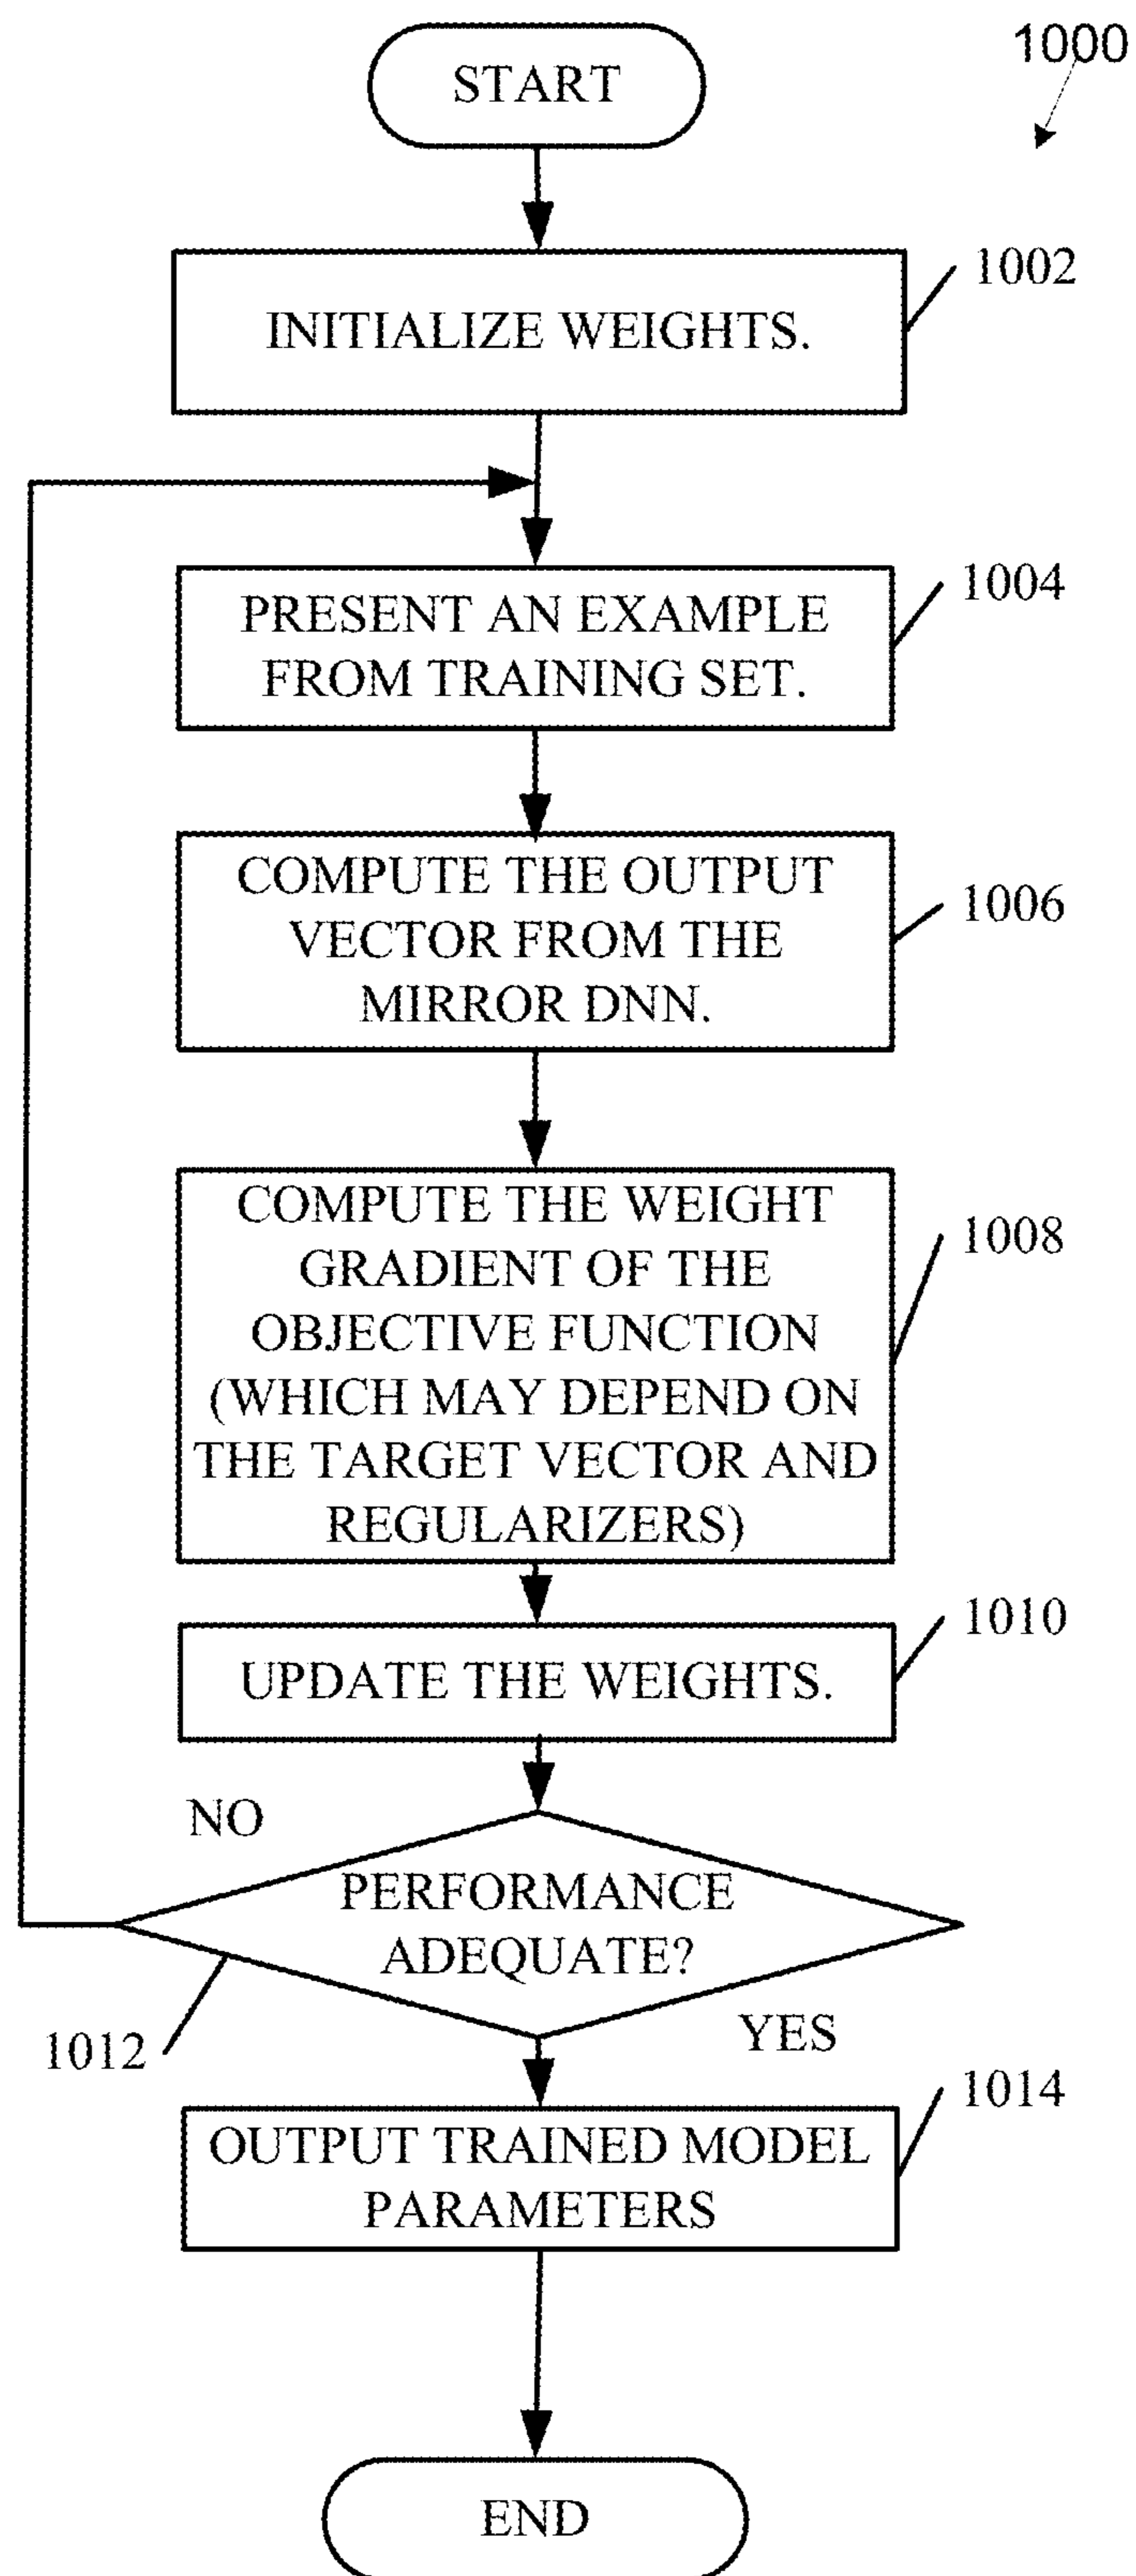 START
1000
1002
INITIALIZE WEIGHTS.
1004
PRESENT AN EXAMPLE
FROM TRAINING SET.
COMPUTE THE OUTPUT
VECTOR FROM THE
MIRROR DNN.
1006
COMPUTE THE WEIGHT
GRADIENT OF THE
OBJECTIVE FUNCTION
(WHICH MAY DEPEND ON
THE TARGET VECTOR AND
REGULARIZERS)
1008
1010
UPDATE THE WEIGHTS.
NO
PERFORMANCE
ADEQUATE?
YES
1012
1014
OUTPUT TRAINED MODEL
PARAMETERS
END